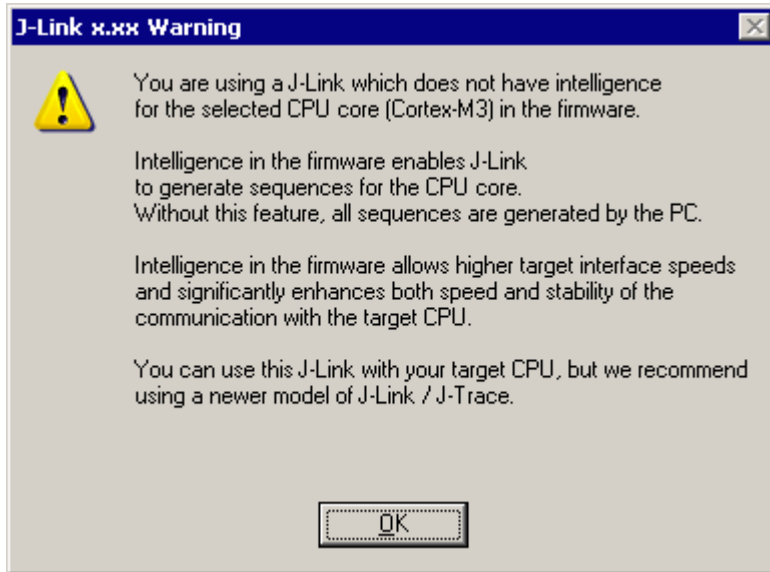 J-Link x.xx Warning
You are using a J-Link which does not have intelligence
for the selected CPU core (Cortex-M3) in the firmware.
Intelligence in the firmware enables J-Link
to generate sequences for the CPU core.
Without this feature, all sequences are generated by the PC.
Intelligence in the firmware allows higher target interface speeds
and significantly enhances both speed and stability of the
communication with the target CPU.
You can use this J-Link with your target CPU, but we recommend
using a newer model of J-Link / J-Trace.
OK